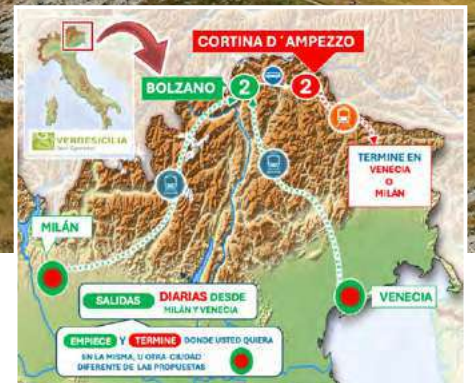 CORTINA D´AMPEZZO
BOLZANO
2
2
VERDESICILIA
TERMINE EN
VENECIA
O
MILÁN
MILÁN
VENECIA
SALIDAS DIARIAS DESDE
MILÁN Y VENECIA
EMPIECE Y TERMINE DONDE USTED QUIERA
EN LA MISMA, U OTRA CIUDAD
DIFERENTE DE LAS PROPUESTAS